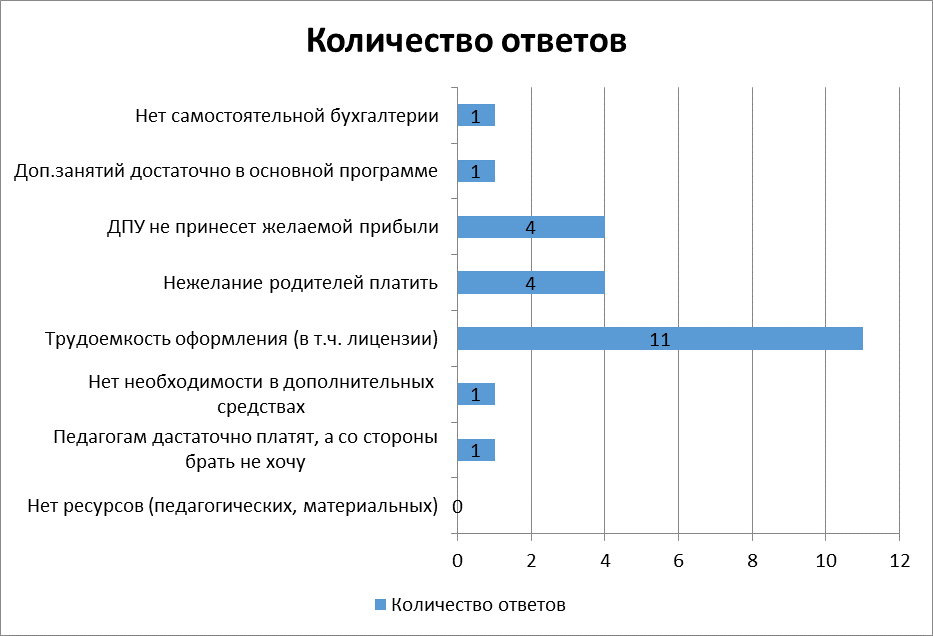 Количество ответов
Нет самостоятельной бухгалтерии
1
Доп.занятий достаточно в основной программе
1
ДПУ не принесет желаемой прибыли
4
Нежелание родителей платить
4
Трудоемкость оформления (в т.ч. лицензии)
11
Нет необходимости в дополнительных
средствах
1
Педагогам дастаточно платят, а со стороны
брать не хочу
1
Нет ресурсов (педагогических, материальных)
0
0 2 4 6 8 10 12
Количество ответов